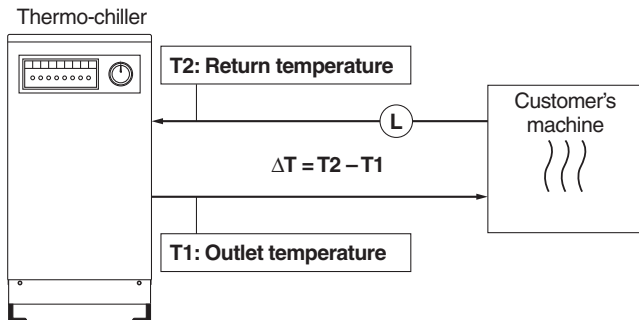 Thermo-chiller
T2: Return temperature
L
Customer's
machine
ΔT = T2 – T1
T1: Outlet temperature